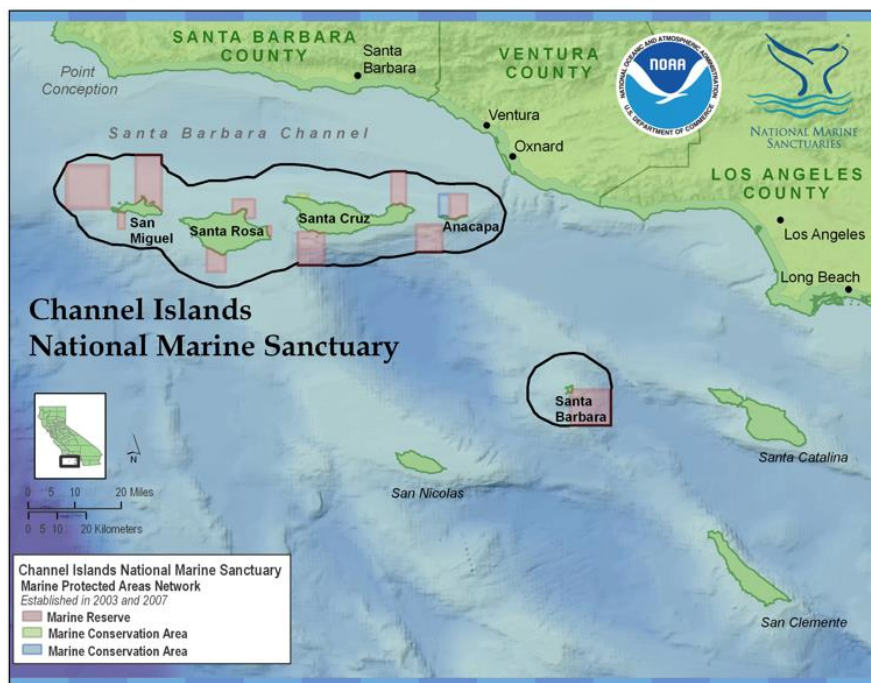 SANTA BARBARA
COUNTY
Santa
Barbara
VENTURA
COUNTY
NATIONAL OCEANIC AND ATMOSPHERIC ADMINISTRATION
NOAA
U.S. DEPARTMENT OF COMMERCE
NATIONAL MARINE
SANCTUARIES
Point
Conception
Santa Barbara Channel
Ventura
Oxnard
LOS ANGELES
COUNTY
Los Angeles
Long Beach
San
Miguel
Santa Rosa
Santa Cruz
Anacapa
Channel Islands
National Marine Sanctuary
Santa
Barbara
Santa Catalina
San Nicolas
San Clemente
N
0 5 10 20 Miles
0 5 10 20 Kilometers
Channel Islands National Marine Sanctuary
Marine Protected Areas Network
Established in 2003 and 2007
Marine Reserve
Marine Conservation Area
Marine Conservation Area